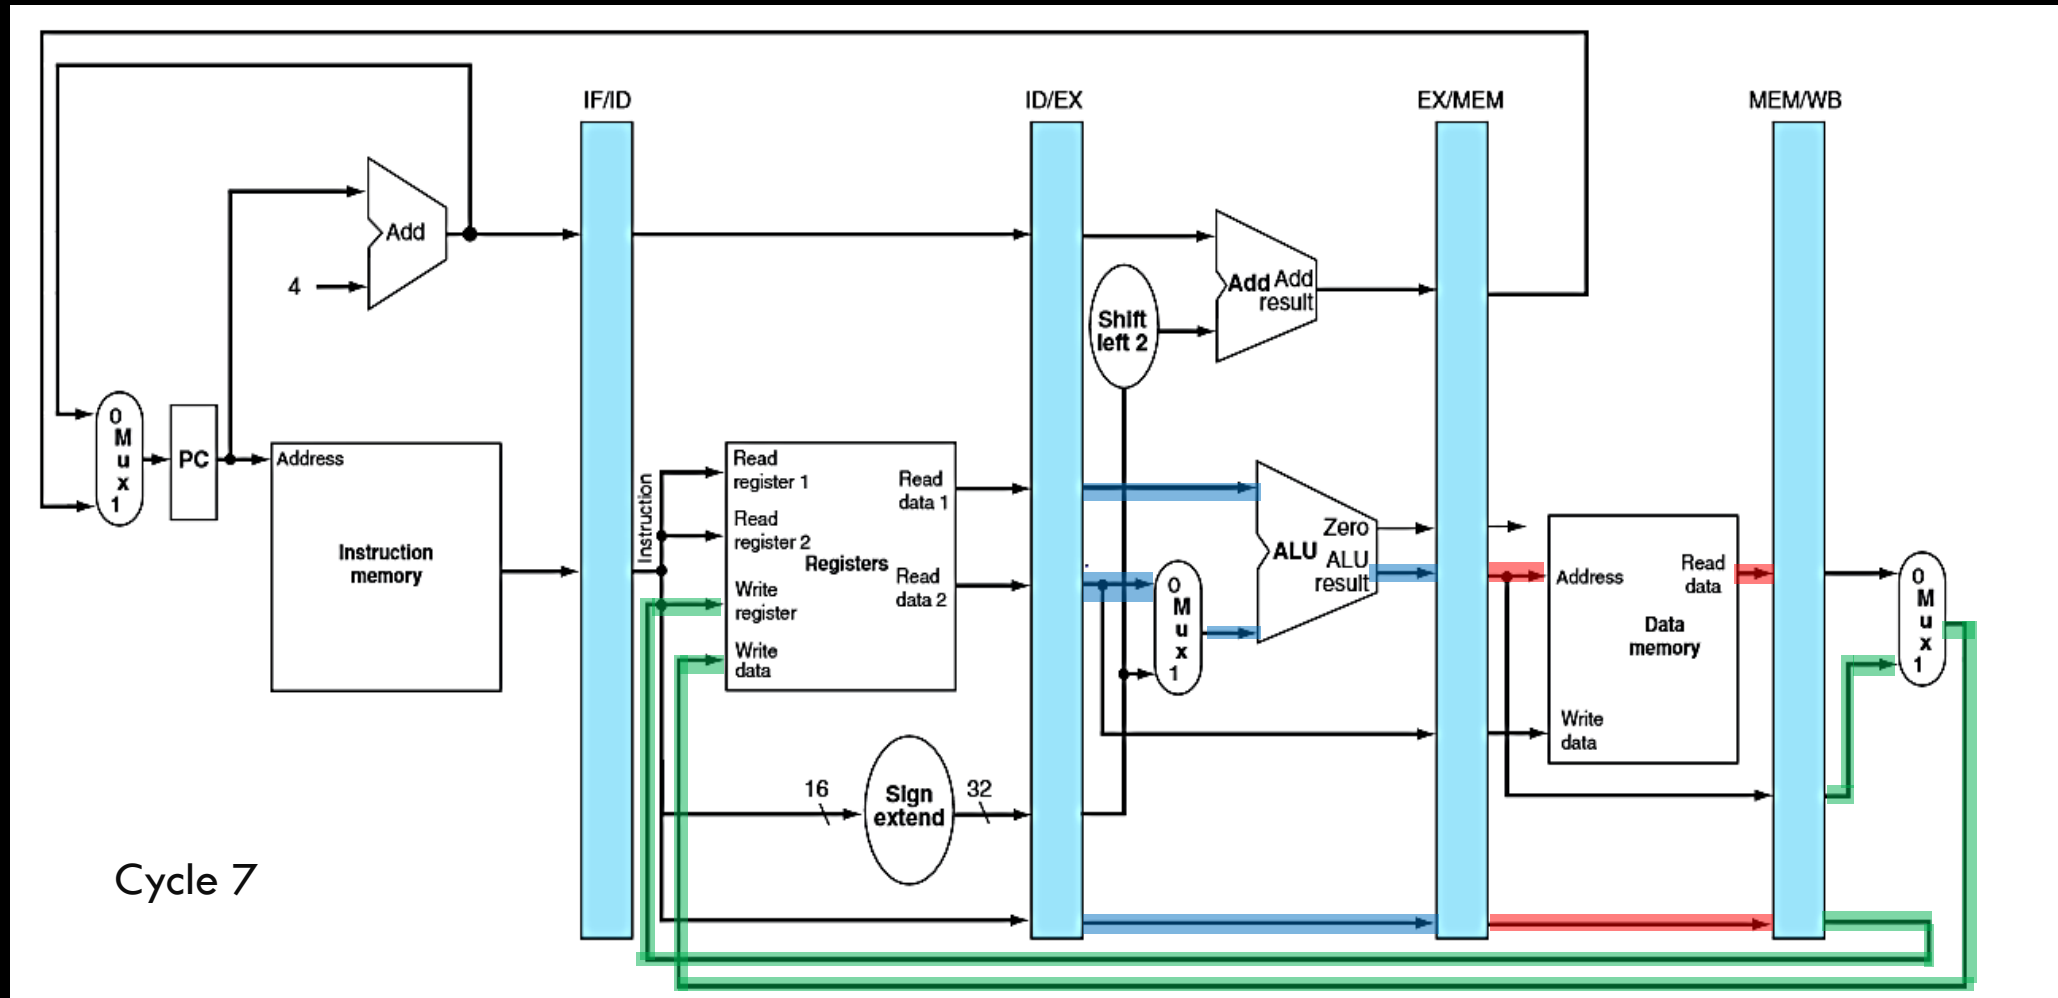 IF/ID
ID/EX
EX/MEM
MEM/WB
Add
4
Add Add
result
Shift
left 2
0
M
u
x
1
PC
Address
Instruction
memory
Instruction
Read
register 1
Read
register 2
Write
register
Write
data
Registers
Read
data 1
Read
data 2
0
M
u
x
1
ALU
Zero
ALU
result
Address
Read
data
Data
memory
Write
data
0
M
u
x
1
16
Sign
extend
32
Cycle 7